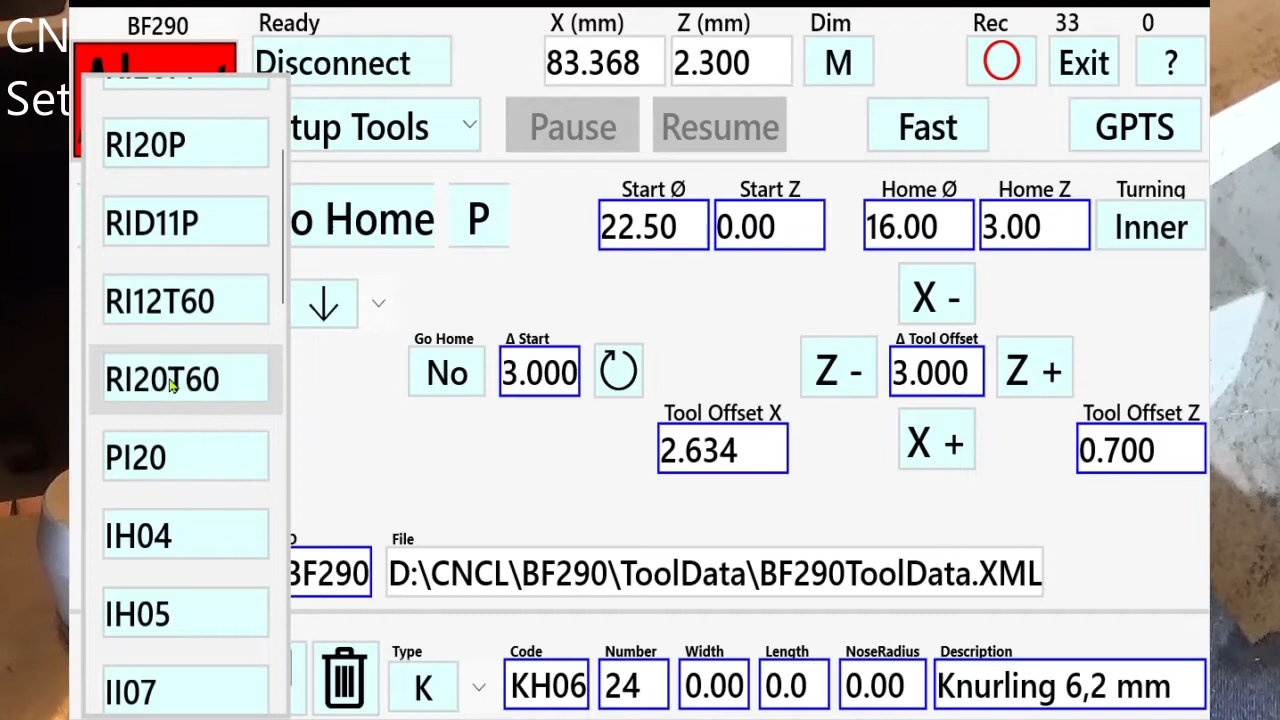 CN
Set
BF290
Ready
X (mm)
Z (mm)
Dim
Rec
33
0
Disconnect
83.368
2.300
M
Exit
?
tup Tools
Pause
Resume
Fast
GPTS
RI20P
RID11P
RI12T60
RI20T60
PI20
IH04
IH05
II07
o Home
P
Start Ø
Start Z
Home Ø
Home Z
Turning
22.50
0.00
16.00
3.00
Inner
X -
Go Home
Δ Start
Δ Tool Offset
No
3.000
Z -
3.000
Z +
Tool Offset X
X +
Tool Offset Z
2.634
0.700
File
BF290
D:\CNCL\BF290\ToolData\BF290ToolData.XML
Type
Code
Number
Width
Length
NoseRadius
Description
K
KH06
24
0.00
0.0
0.00
Knurling 6,2 mm